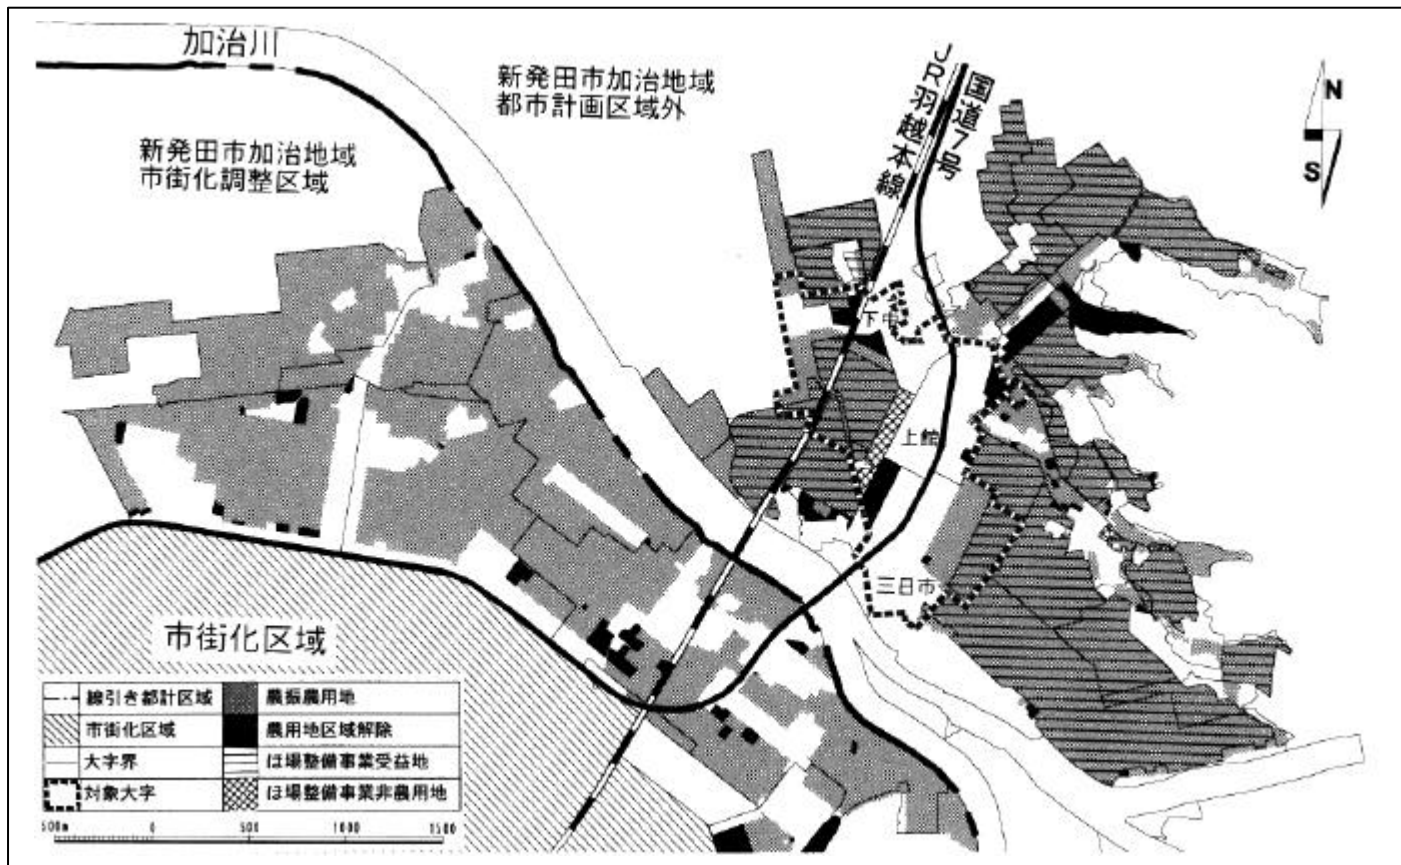 加治川
新発田市加治地域
都市計画区域外
JR羽越本線
国道7号
N
S
新発田市加治地域
市街化調整区域
下中
上館
三日市
市街化区域
線引き都計区域
市街化区域
大字界
対象大字
農振農用地
農用地区域解除
ほ場整備事業受益地
ほ場整備事業非農用地
500m 0 500 1000 1500